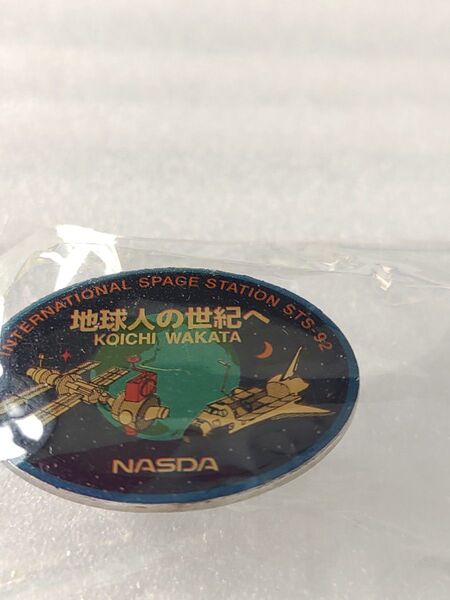 INTERNATIONAL SPACE STATION STS-92
地球人の世紀へ
KOICHI WAKATA
NASDA